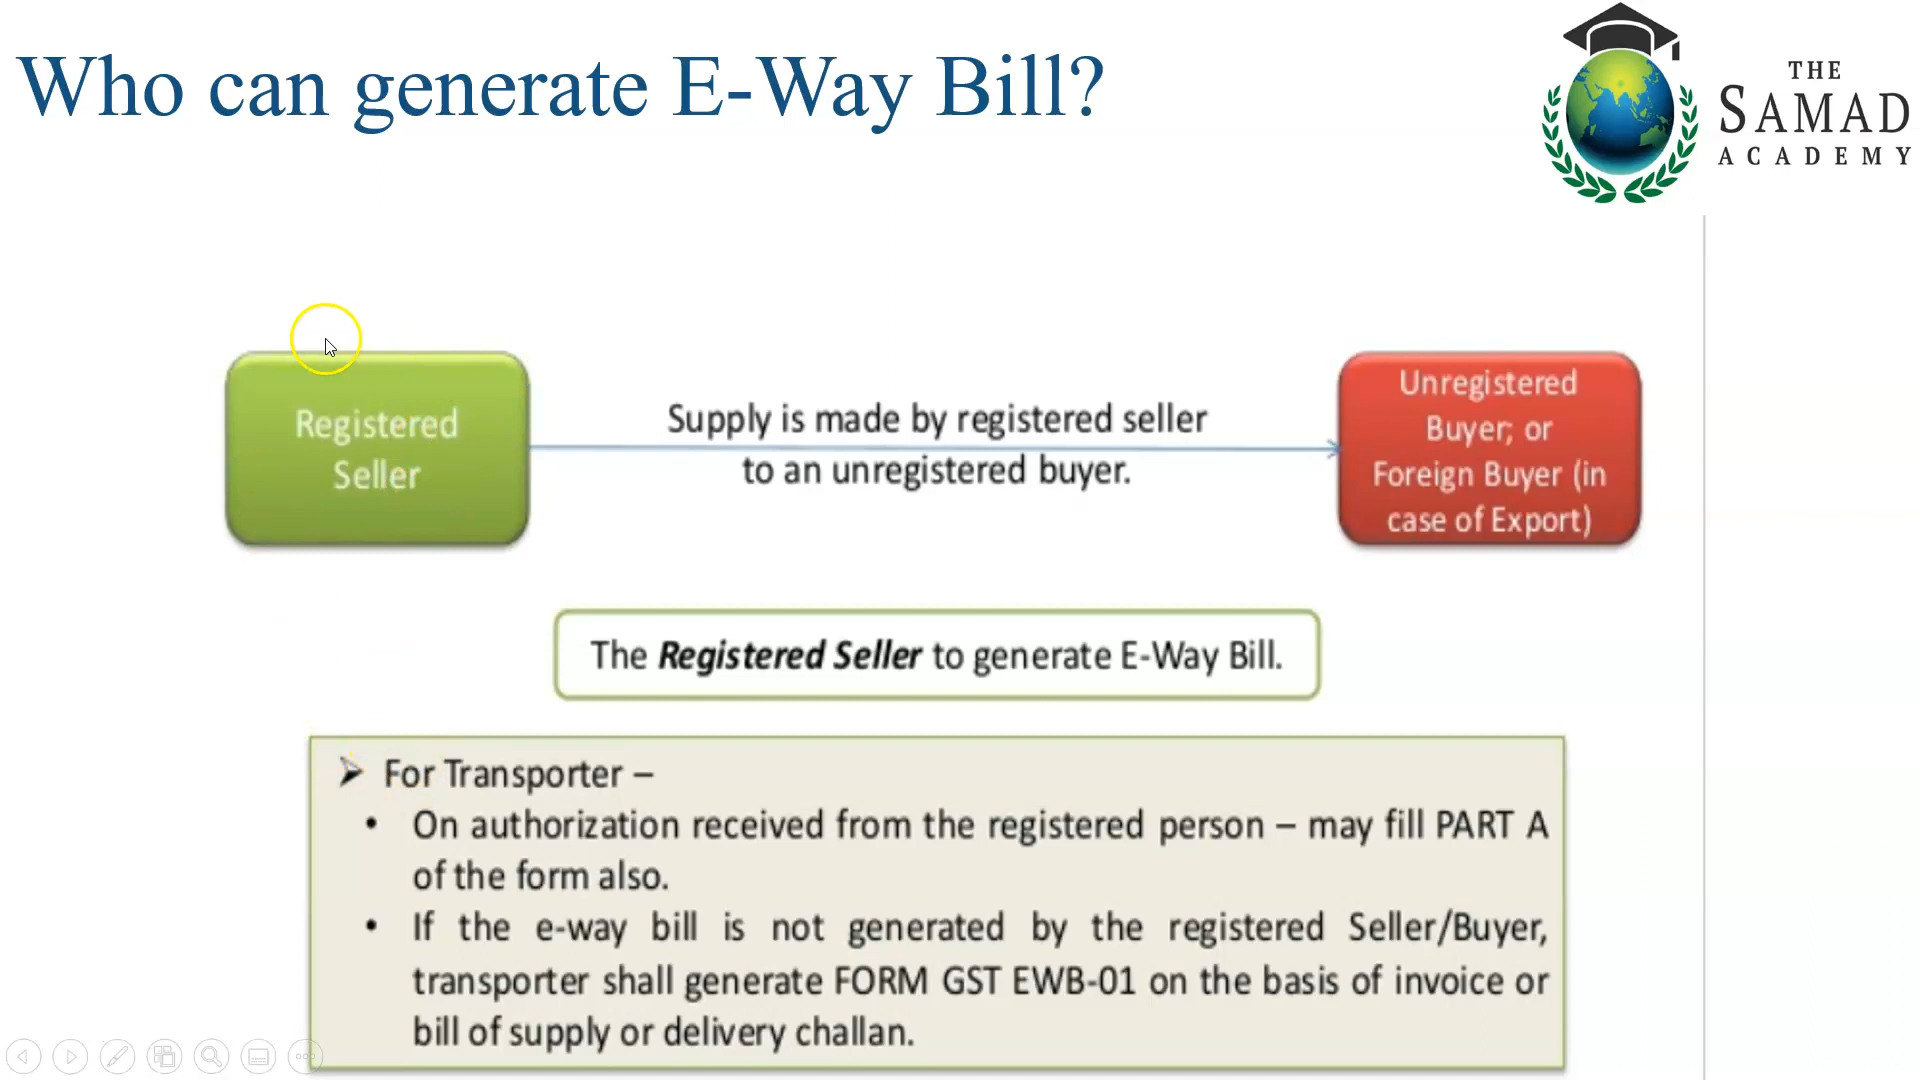 Who can generate E-Way Bill?
THE
SAMAD
ACADEMY
Registered
Seller
Supply is made by registered seller
to an unregistered buyer.
Unregistered
Buyer; or
Foreign Buyer (in
case of Export)
The Registered Seller to generate E-Way Bill.
➢ For Transporter –
• On authorization received from the registered person – may fill PART A
of the form also.
• If the e-way bill is not generated by the registered Seller/Buyer,
transporter shall generate FORM GST EWB-01 on the basis of invoice or
bill of supply or delivery challan.